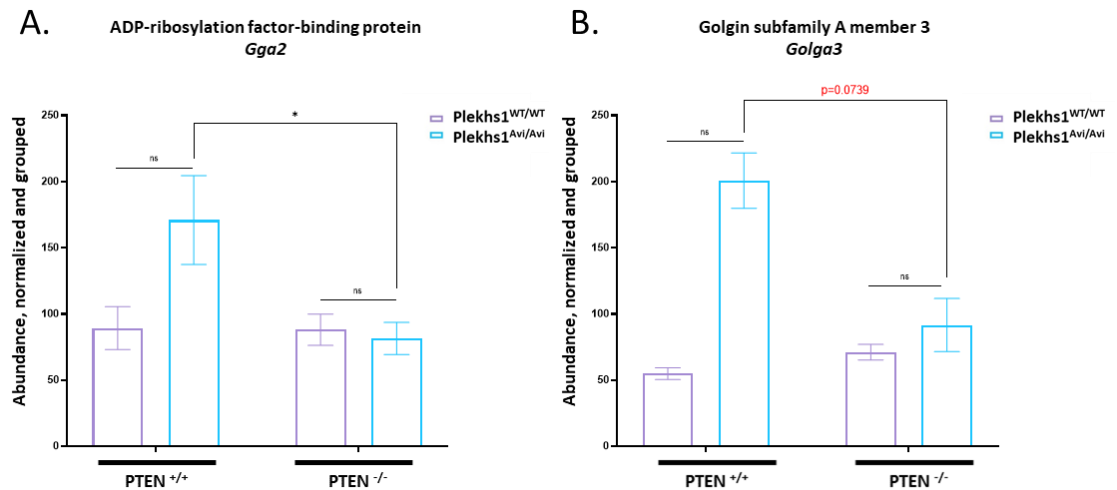 A.
ADP-ribosylation factor-binding protein
Gga2
Abundance, normalized and grouped
250
200
150
100
50
0
ns
*
ns
Plekhs1WT/WT
Plekhs1Avi/Avi
PTEN +/+
PTEN -/-
B.
Golgin subfamily A member 3
Golga3
Abundance, normalized and grouped
250
200
150
100
50
0
ns
p=0.0739
ns
Plekhs1WT/WT
Plekhs1Avi/Avi
PTEN +/+
PTEN -/-